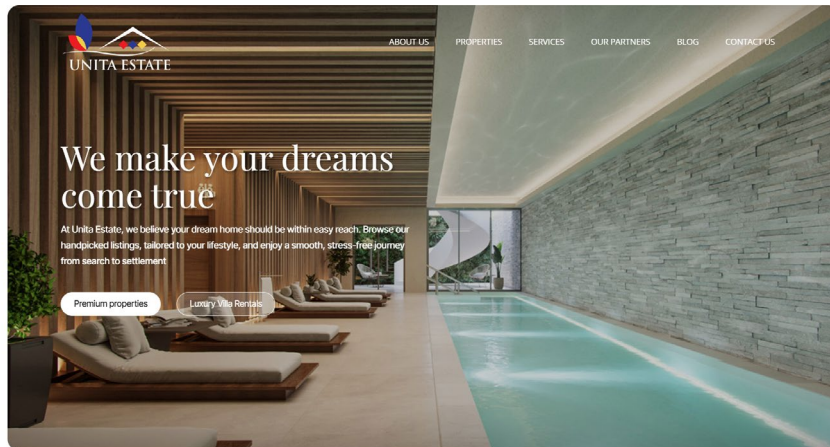 UNITA ESTATE
ABOUT US PROPERTIES SERVICES OUR PARTNERS BLOG CONTACT US
We make your dreams
come true
At Unita Estate, we believe your dream home should be within easy reach. Browse our
handpicked listings, tailored to your lifestyle, and enjoy a smooth, stress-free journey
from search to settlement
Premium properties Luxury Villa Rentals